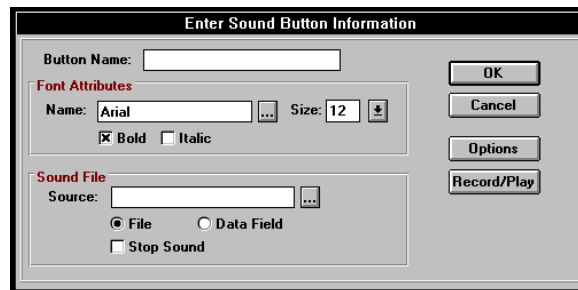 Enter Sound Button Information
Button Name:
Font Attributes
Name: Arial ... Size: 12
Bold Italic
Sound File
Source: ...
File Data Field
Stop Sound
OK
Cancel
Options
Record/Play